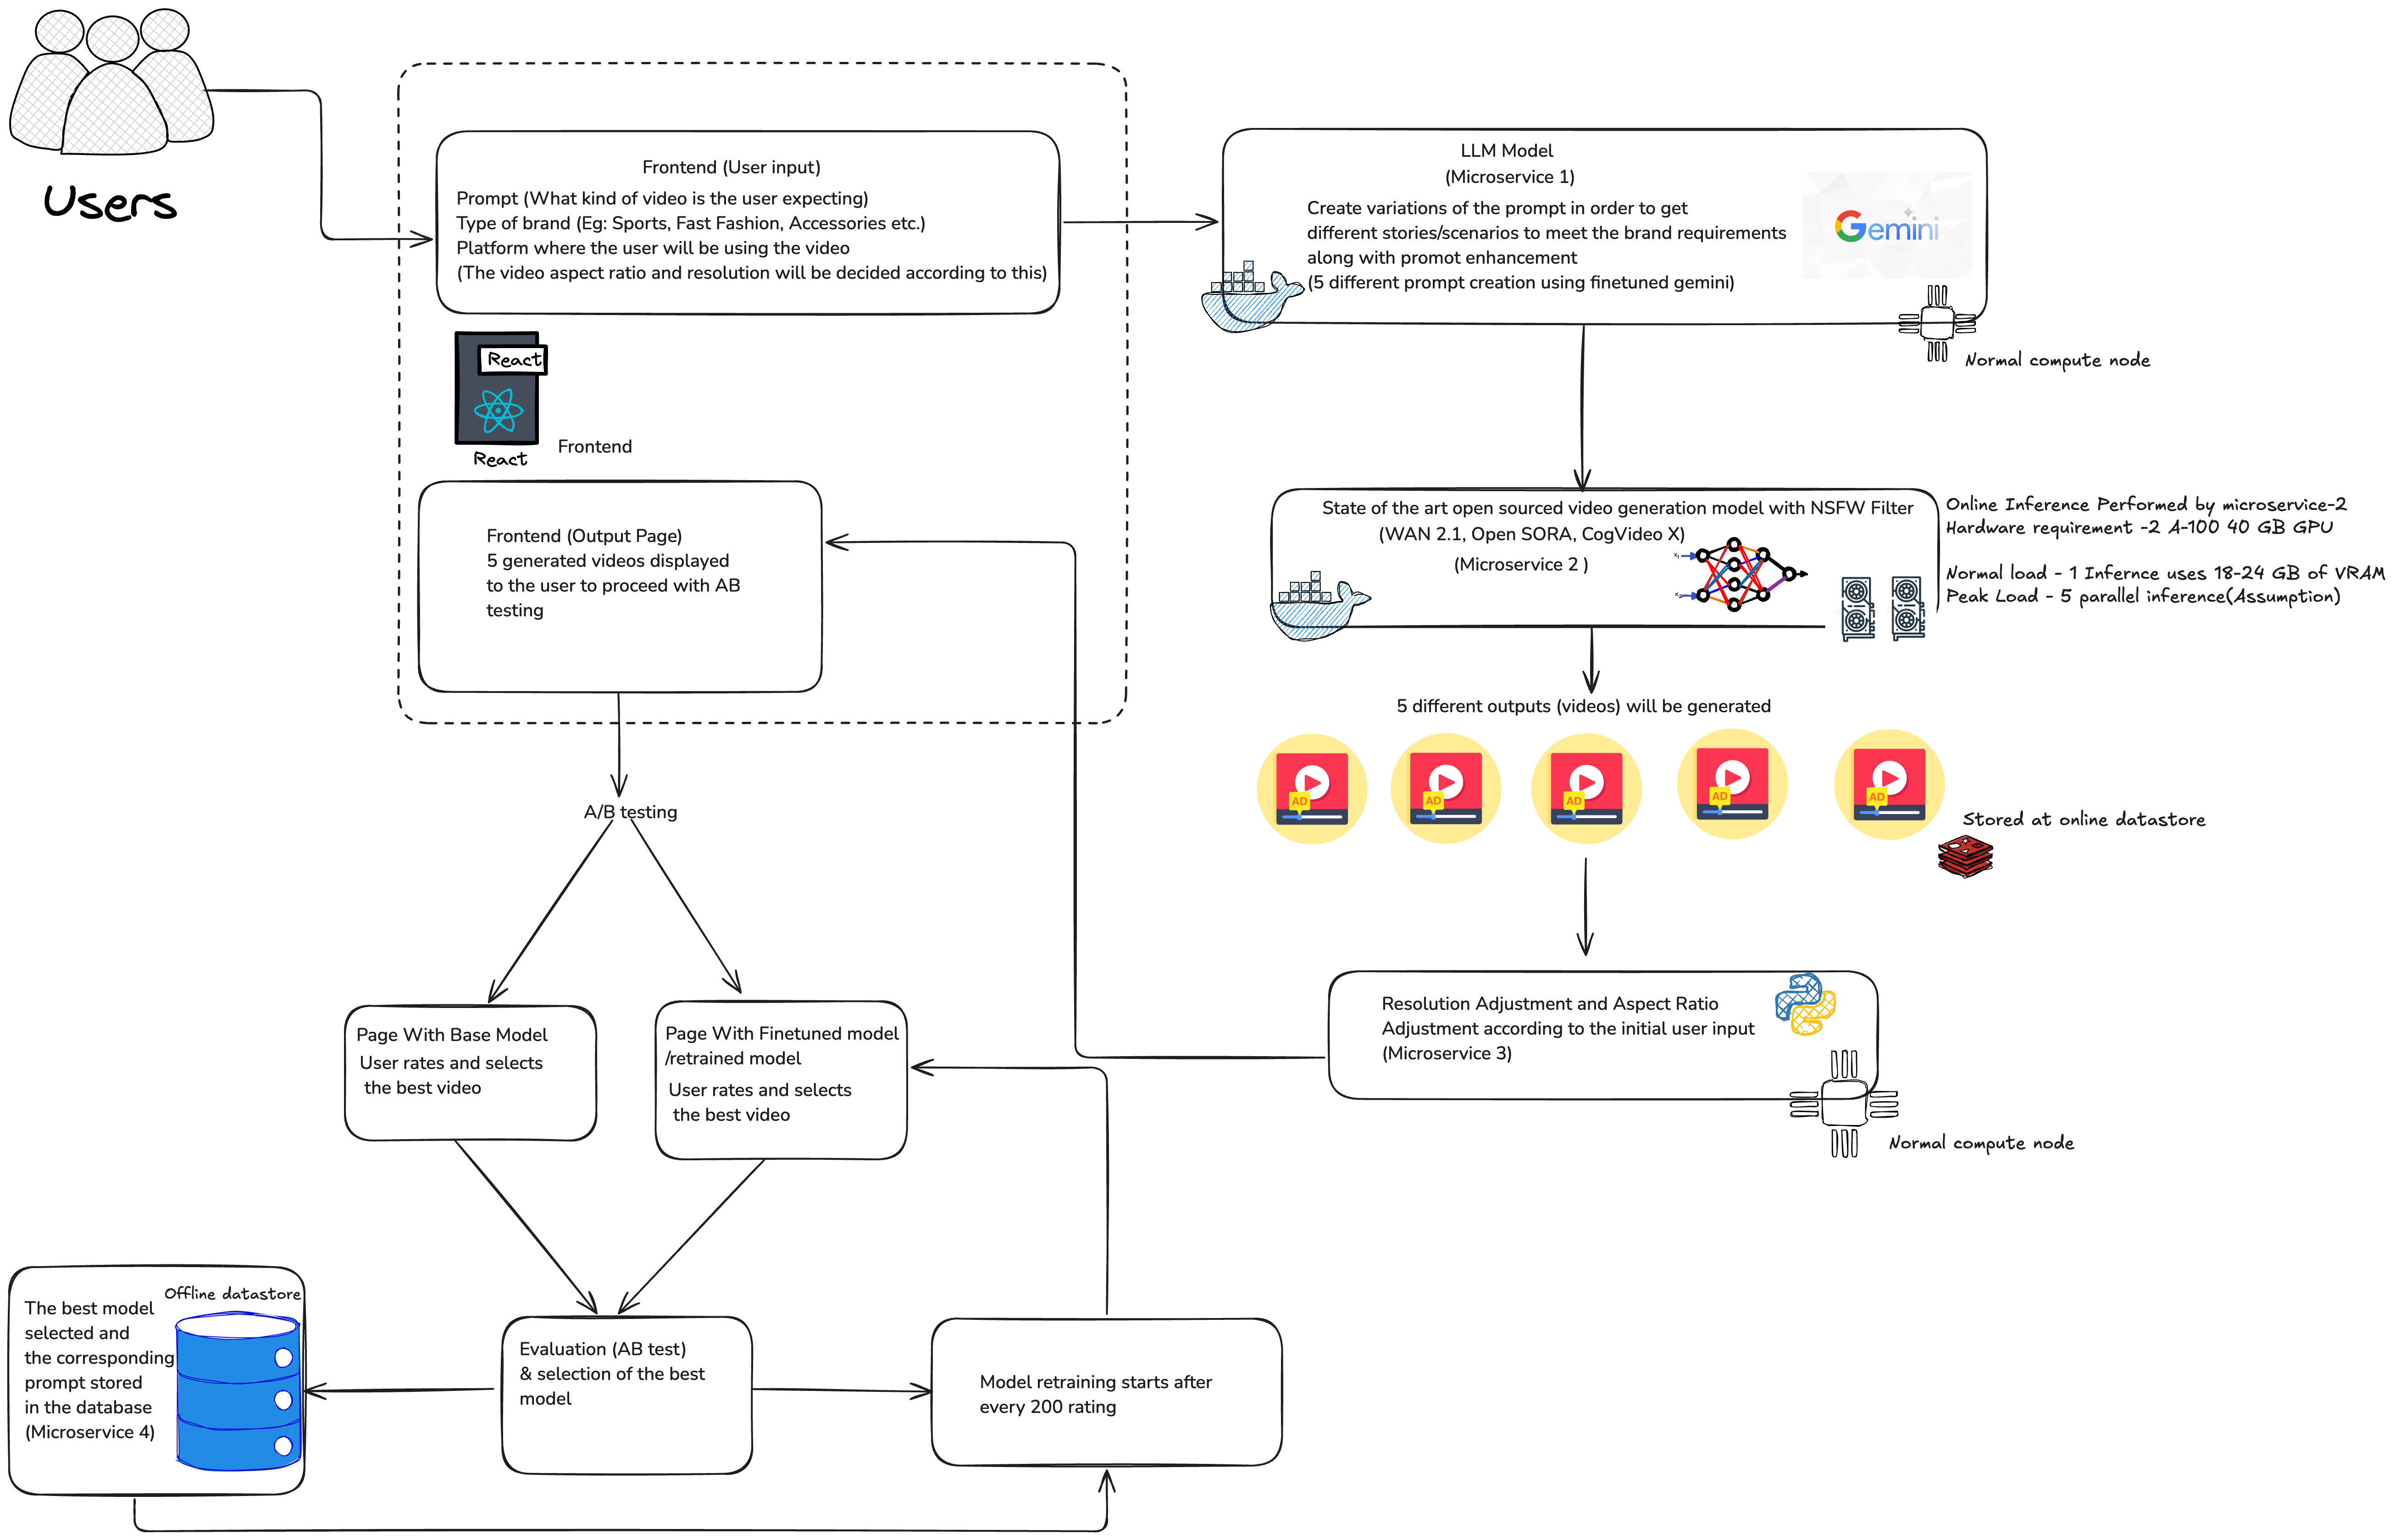 Users
Frontend (User input)
Prompt (What kind of video is the user expecting)
Type of brand (Eg: Sports, Fast Fashion, Accessories etc.)
Platform where the user will be using the video
(The video aspect ratio and resolution will be decided according to this)
React
React
Frontend
Frontend (Output Page)
5 generated videos displayed
to the user to proceed with AB
testing
LLM Model
(Microservice 1)
Create variations of the prompt in order to get
different stories/scenarios to meet the brand requirements
along with promot enhancement
(5 different prompt creation using finetuned gemini)
Gemini
Normal compute node
State of the art open sourced video generation model with NSFW Filter
(WAN 2.1, Open SORA, CogVideo X)
(Microservice 2 )
x₁
x₂
Online Inference Performed by microservice-2
Hardware requirement -2 A-100 40 GB GPU
Normal load - 1 Infernce uses 18-24 GB of VRAM
Peak Load - 5 parallel inference(Assumption)
5 different outputs (videos) will be generated
AD
AD
AD
AD
AD
Stored at online datastore
Resolution Adjustment and Aspect Ratio
Adjustment according to the initial user input
(Microservice 3)
Normal compute node
A/B testing
Page With Base Model
User rates and selects
the best video
Page With Finetuned model
/retrained model
User rates and selects
the best video
Offline datastore
The best model
selected and
the corresponding
prompt stored
in the database
(Microservice 4)
Evaluation (AB test)
& selection of the best
model
Model retraining starts after
every 200 rating